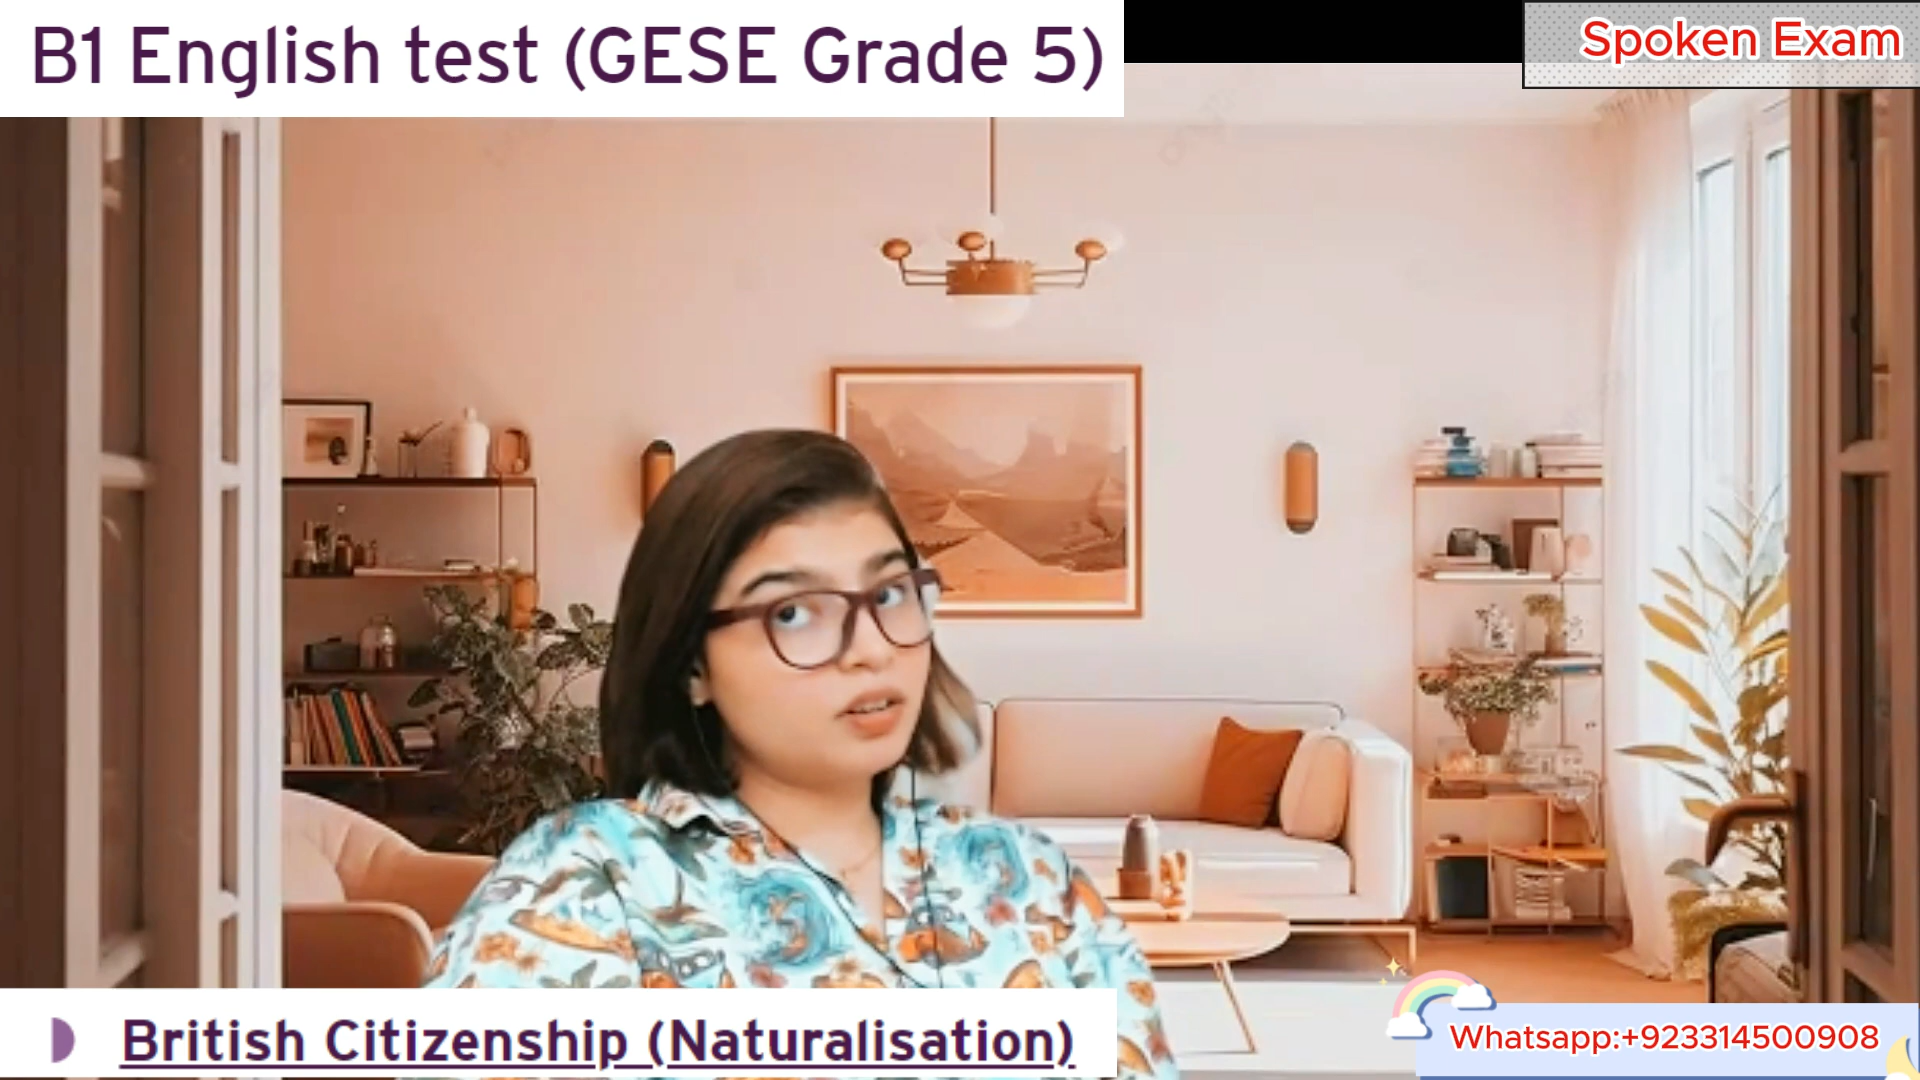 B1 English test (GESE Grade 5)
Spoken Exam
British Citizenship (Naturalisation)
Whatsapp:+923314500908